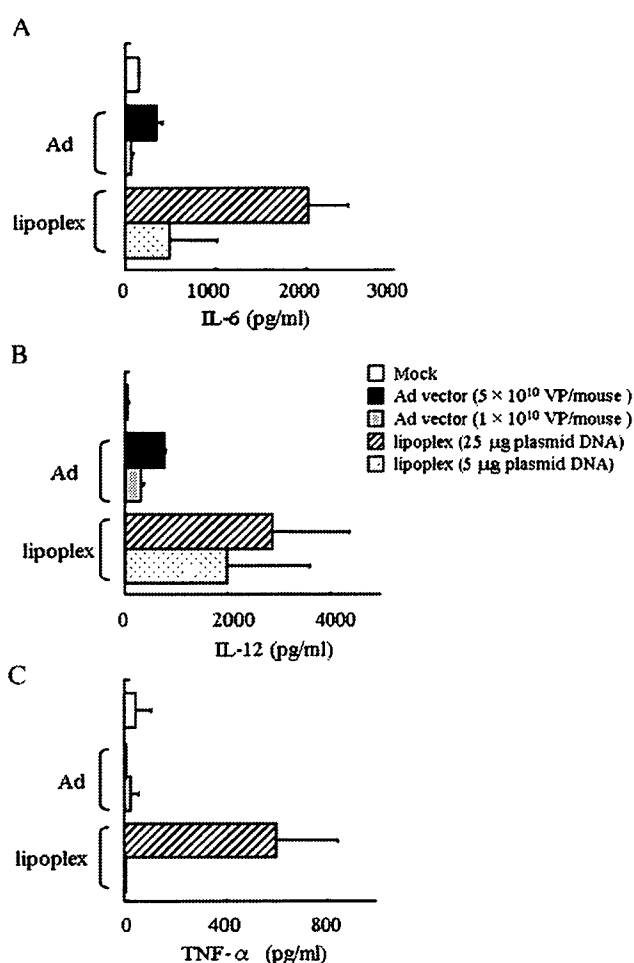 A
Ad
lipoplex
0 1000 2000 3000
IL-6 (pg/ml)
B
Mock
Ad vector (5 × 10¹⁰ VP/mouse )
Ad vector (1 × 10¹⁰ VP/mouse )
lipoplex (25 μg plasmid DNA)
lipoplex (5 μg plasmid DNA)
Ad
lipoplex
0 2000 4000
IL-12 (pg/ml)
C
Ad
lipoplex
0 400 800
TNF-α (pg/ml)